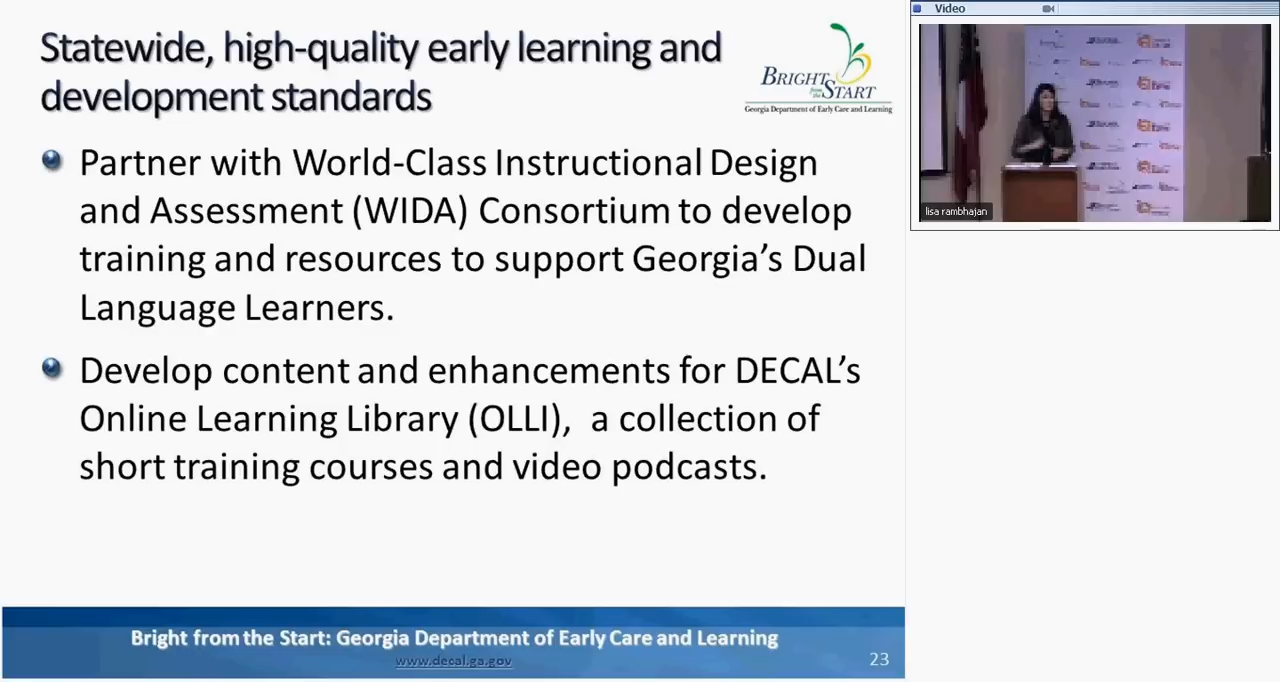 Statewide, high-quality early learning and
development standards
BRIGHT
from the START
Georgia Department of Early Care and Learning
Partner with World-Class Instructional Design
and Assessment (WIDA) Consortium to develop
training and resources to support Georgia’s Dual
Language Learners.
Develop content and enhancements for DECAL’s
Online Learning Library (OLLI),  a collection of
short training courses and video podcasts.
Bright from the Start: Georgia Department of Early Care and Learning
www.decal.ga.gov
23
Video
lisa rambhajan